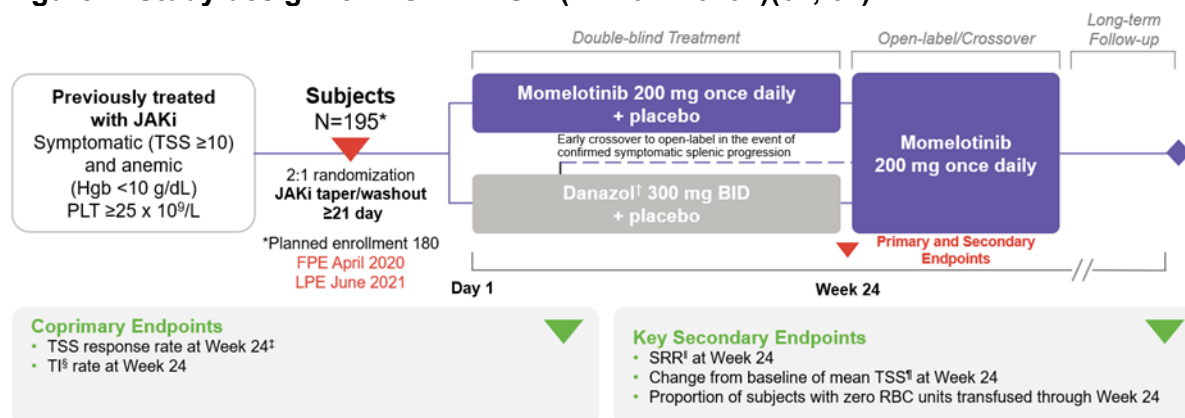 Double-blind Treatment
Open-label/Crossover
Long-term
Follow-up
Previously treated
with JAKi
Symptomatic (TSS ≥10)
and anemic
(Hgb <10 g/dL)
PLT ≥25 x 10⁹/L
Subjects
N=195*
2:1 randomization
JAKi taper/washout
≥21 day
*Planned enrollment 180
FPE April 2020
LPE June 2021
Momelotinib 200 mg once daily
+ placebo
Early crossover to open-label in the event of
confirmed symptomatic splenic progression
Danazol† 300 mg BID
+ placebo
Momelotinib
200 mg once daily
Primary and Secondary
Endpoints
Day 1
Week 24
Coprimary Endpoints
• TSS response rate at Week 24‡
• TI§ rate at Week 24
Key Secondary Endpoints
• SRR‖ at Week 24
• Change from baseline of mean TSS¶ at Week 24
• Proportion of subjects with zero RBC units transfused through Week 24